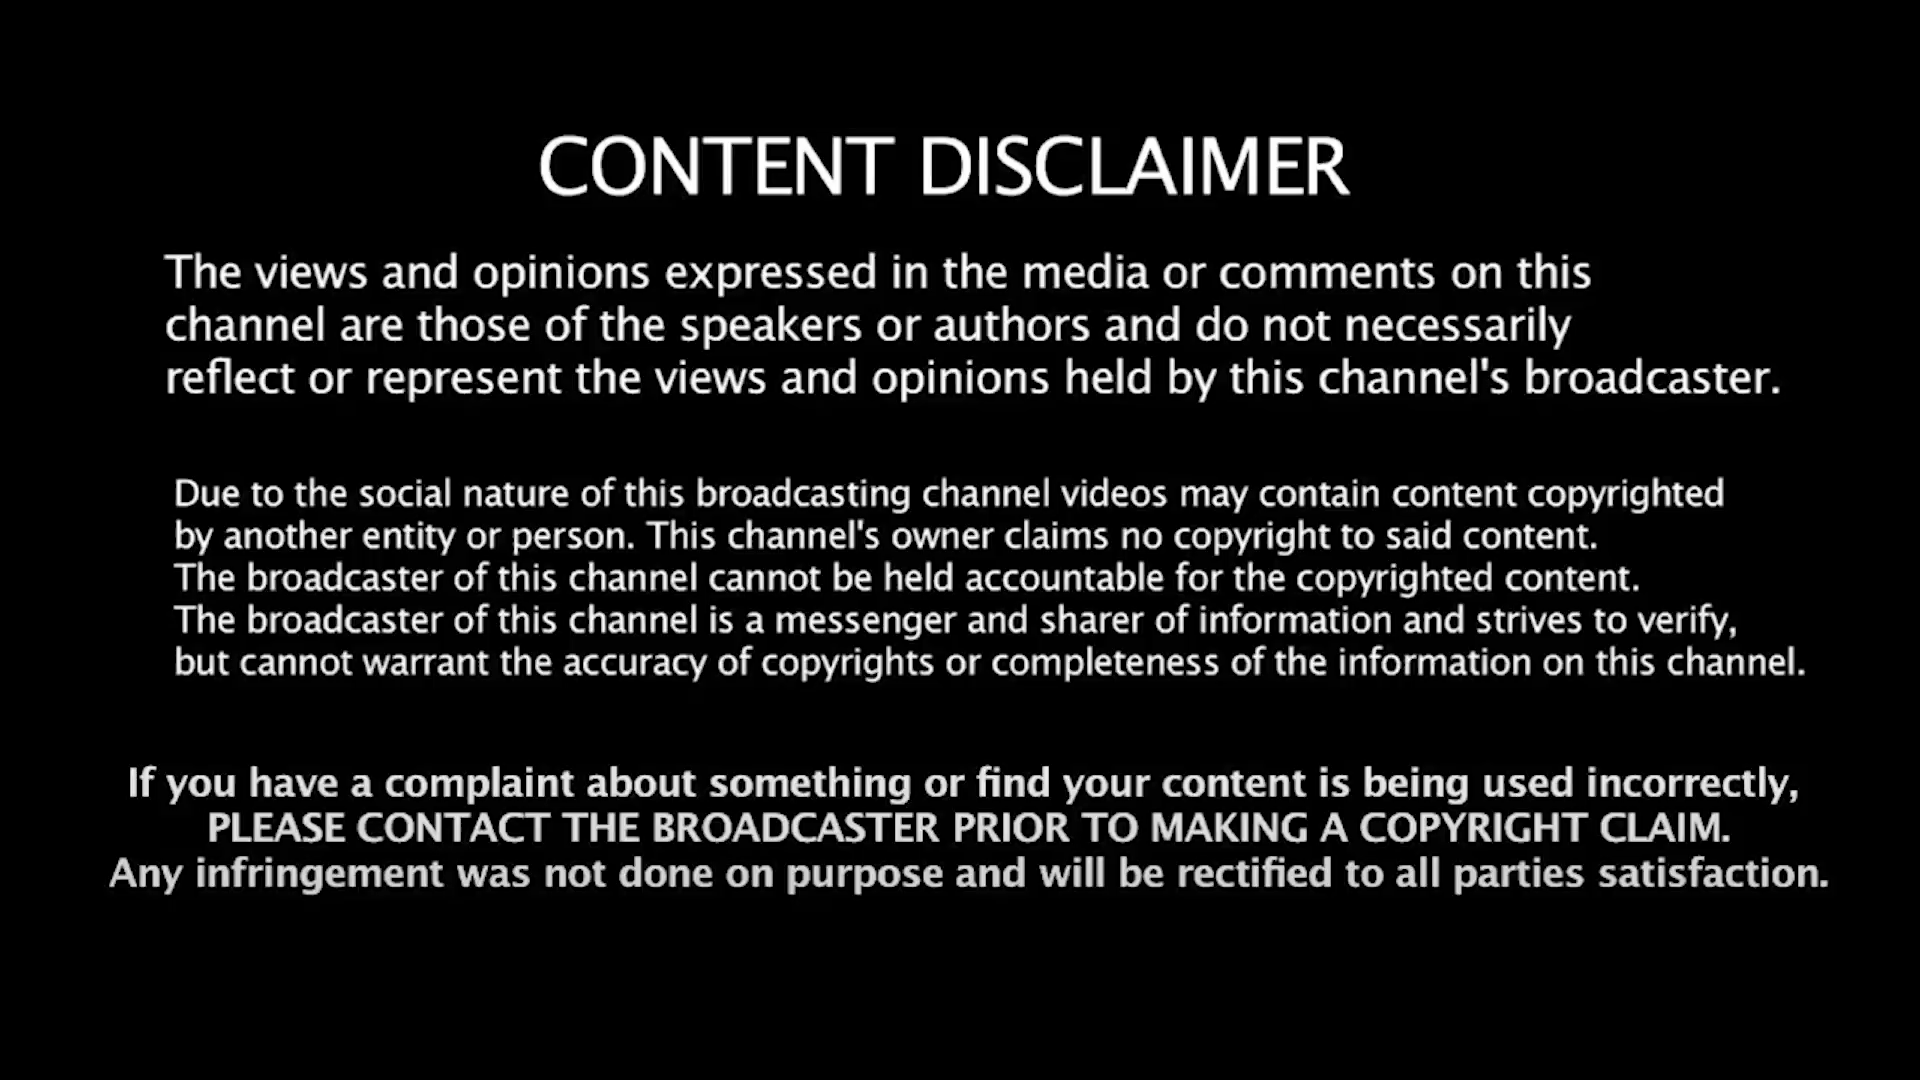 CONTENT DISCLAIMER
The views and opinions expressed in the media or comments on this
channel are those of the speakers or authors and do not necessarily
reflect or represent the views and opinions held by this channel's broadcaster.
Due to the social nature of this broadcasting channel videos may contain content copyrighted
by another entity or person. This channel's owner claims no copyright to said content.
The broadcaster of this channel cannot be held accountable for the copyrighted content.
The broadcaster of this channel is a messenger and sharer of information and strives to verify,
but cannot warrant the accuracy of copyrights or completeness of the information on this channel.
If you have a complaint about something or find your content is being used incorrectly,
PLEASE CONTACT THE BROADCASTER PRIOR TO MAKING A COPYRIGHT CLAIM.
Any infringement was not done on purpose and will be rectified to all parties satisfaction.